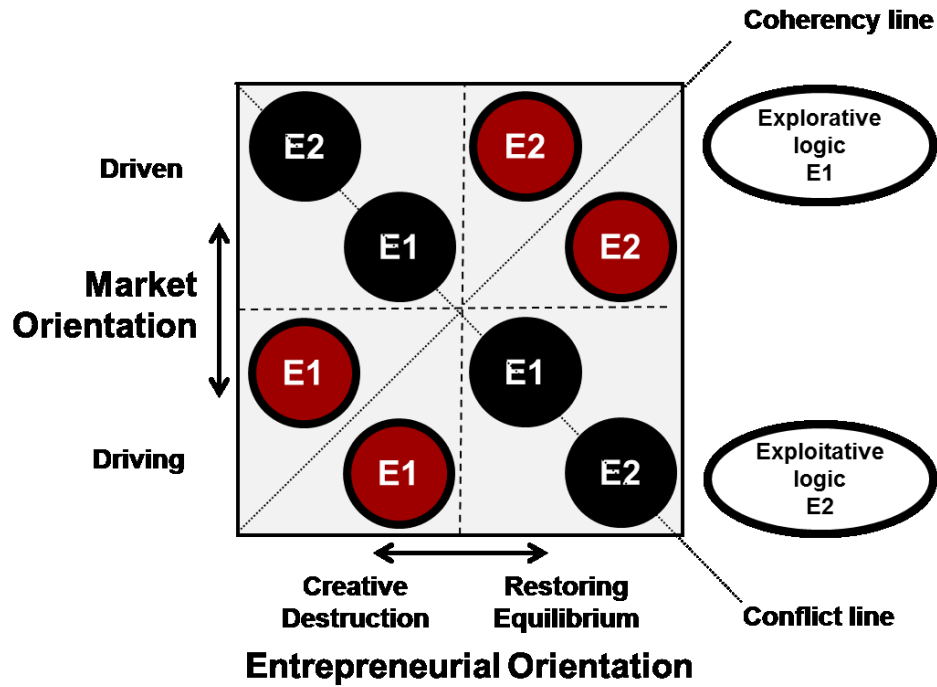 Coherency line
Explorative
logic
E1
E2
E2
Driven
E1
E2
Market
Orientation
E1
E1
Driving
E1
E2
Exploitative
logic
E2
Creative
Destruction
Restoring
Equilibrium
Conflict line
Entrepreneurial Orientation